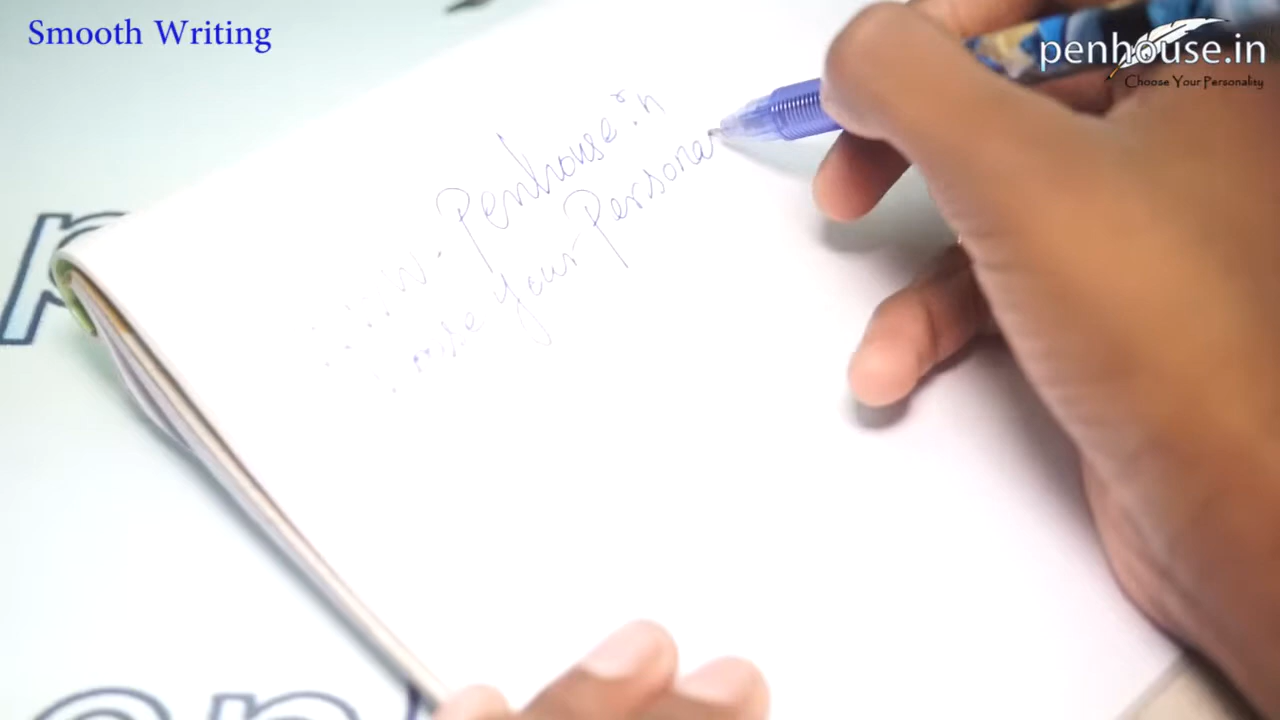 Smooth Writing
penhouse.in
Choose Your Personality
W. Penhouse.in
Your Persona